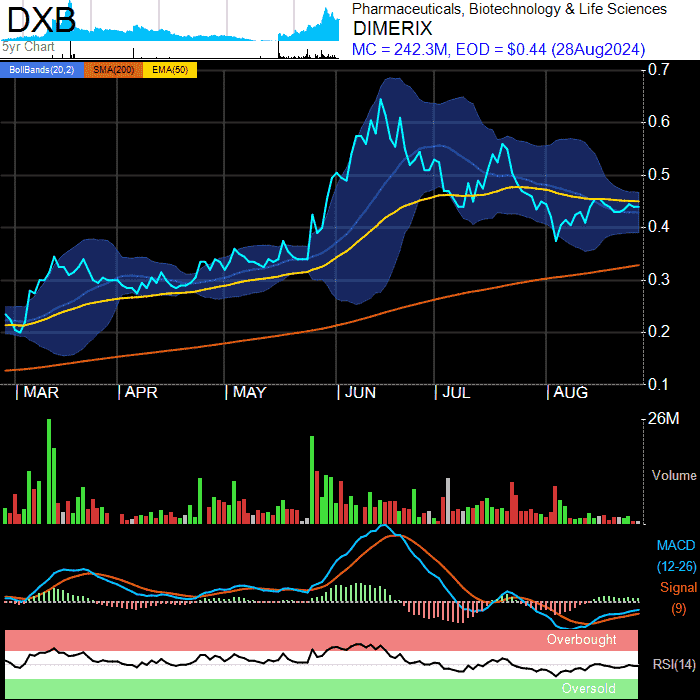 DXB
Pharmaceuticals, Biotechnology & Life Sciences
DIMERIX
5yr Chart
MC = 242.3M, EOD = $0.44 (28Aug2024)
BollBands(20,2) SMA(200) EMA(50)
0.7
0.6
0.5
0.4
0.3
0.2
0.1
MAR APR MAY JUN JUL AUG
26M
Volume
MACD
(12-26)
Signal
(9)
Overbought
RSI(14)
Oversold